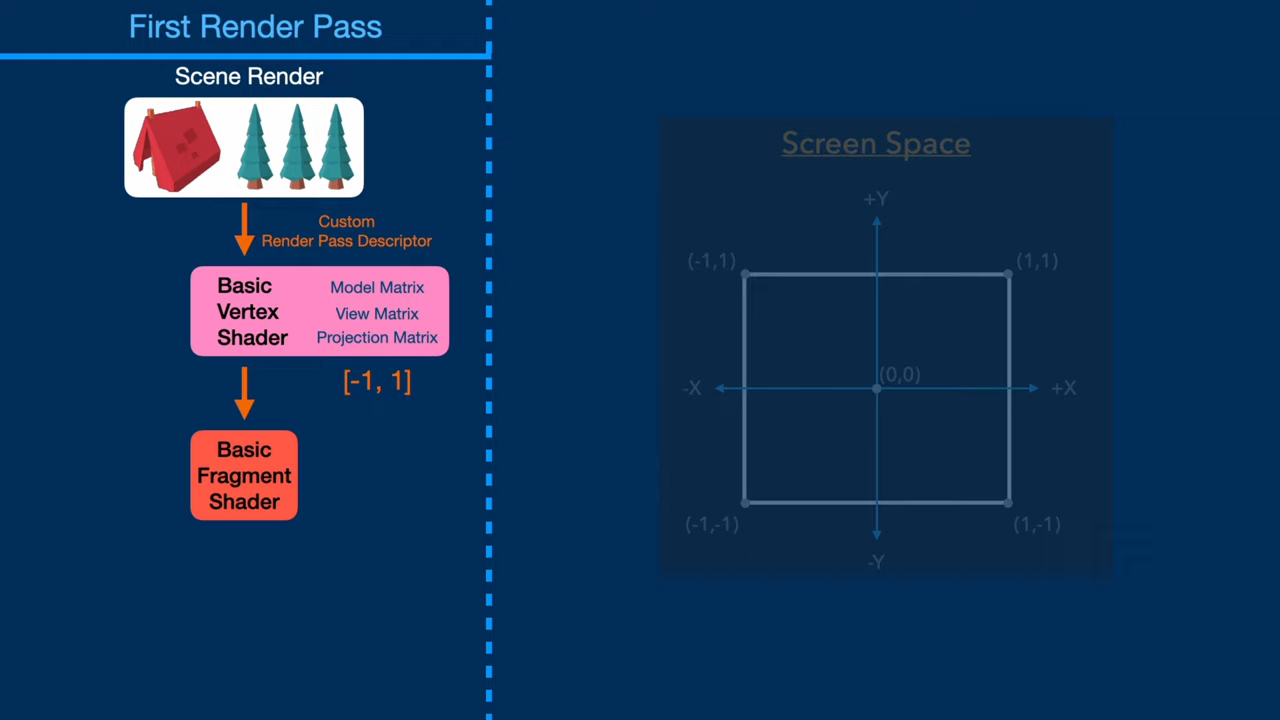 First Render Pass
Scene Render
Custom
Render Pass Descriptor
Basic
Vertex
Shader
Model Matrix
View Matrix
Projection Matrix
[-1, 1]
Basic
Fragment
Shader
Screen Space
+Y
(-1,1)
(1,1)
(0,0)
-X
+X
(-1,-1)
(1,-1)
-Y